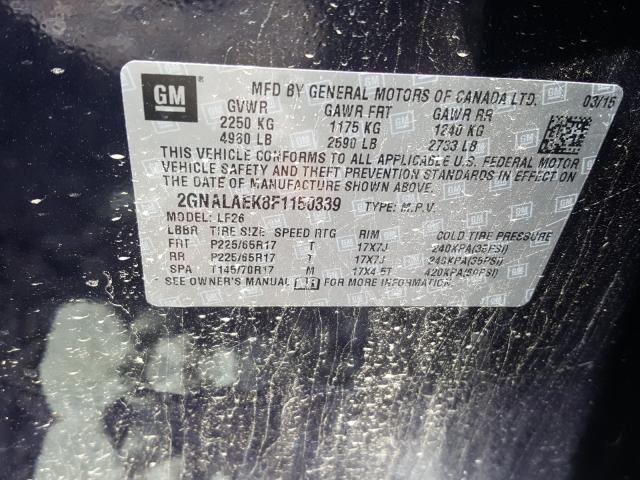 GM
MFD BY GENERAL MOTORS OF CANADA LTD. 03/15
GVWR GAWR FRT GAWR RR
2250 KG 1175 KG 1240 KG
4960 LB 2590 LB 2733 LB
THIS VEHICLE CONFORMS TO ALL APPLICABLE U.S. FEDERAL MOTOR
VEHICLE SAFETY AND THEFT PREVENTION STANDARDS IN EFFECT ON
THE DATE OF MANUFACTURE SHOWN ABOVE.
2GNALAEK8F1150339 TYPE: M.P.V.
MODEL: LF26
LBBR TIRE SIZE SPEED RTG RIM COLD TIRE PRESSURE
FRT P225/65R17 T 17X7J 240KPA(35PSI)
RR P225/65R17 T 17X7J 240KPA(35PSI)
SPA T145/70R17 M 17X4.5T 420KPA(60PSI)
SEE OWNER'S MANUAL